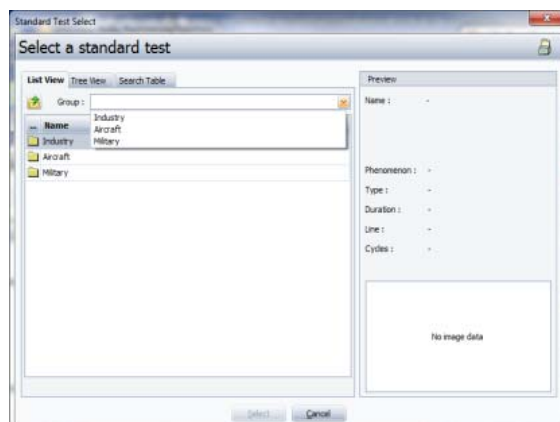 Standard Test Select
Select a standard test
List View Tree View Search Table
Group :
Industry
Aircraft
Military
... Name
Industry
Aircraft
Military
Preview
Name : -
Phenomenon : -
Type : -
Duration : -
Line : -
Cycles : -
No image data
Select Cancel